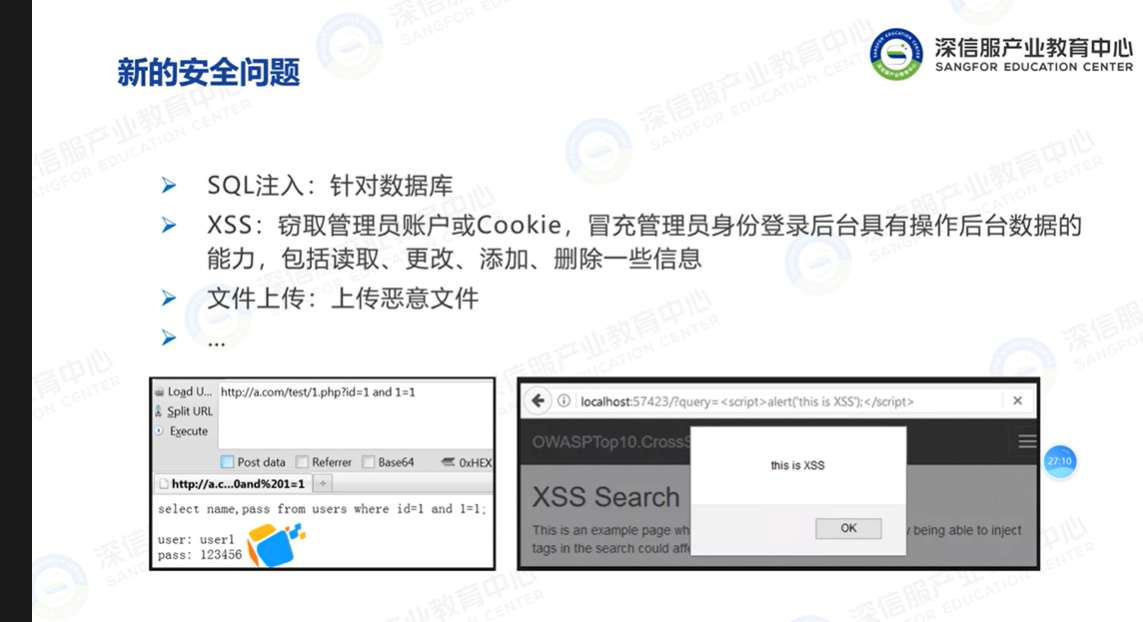 新的安全问题
深信服产业教育中心
SANGFOR EDUCATION CENTER
SQL注入：针对数据库
XSS：窃取管理员账户或Cookie，冒充管理员身份登录后台具有操作后台数据的
能力，包括读取、更改、添加、删除一些信息
文件上传：上传恶意文件
...
Load U...
http://a.com/test/1.php?id=1 and 1=1
Split URL
Execute
Post data
Referrer
Base64
0xHEX
http://a.c...0and%201=1
select name,pass from users where id=1 and 1=1;
user: user1
pass: 123456
localhost:57423/?query=<script>alert('this is XSS');</script>
OWASPTop10.CrossS
this is XSS
XSS Search
OK
This is an example page wh
being able to inject
tags in the search could aff
27:10